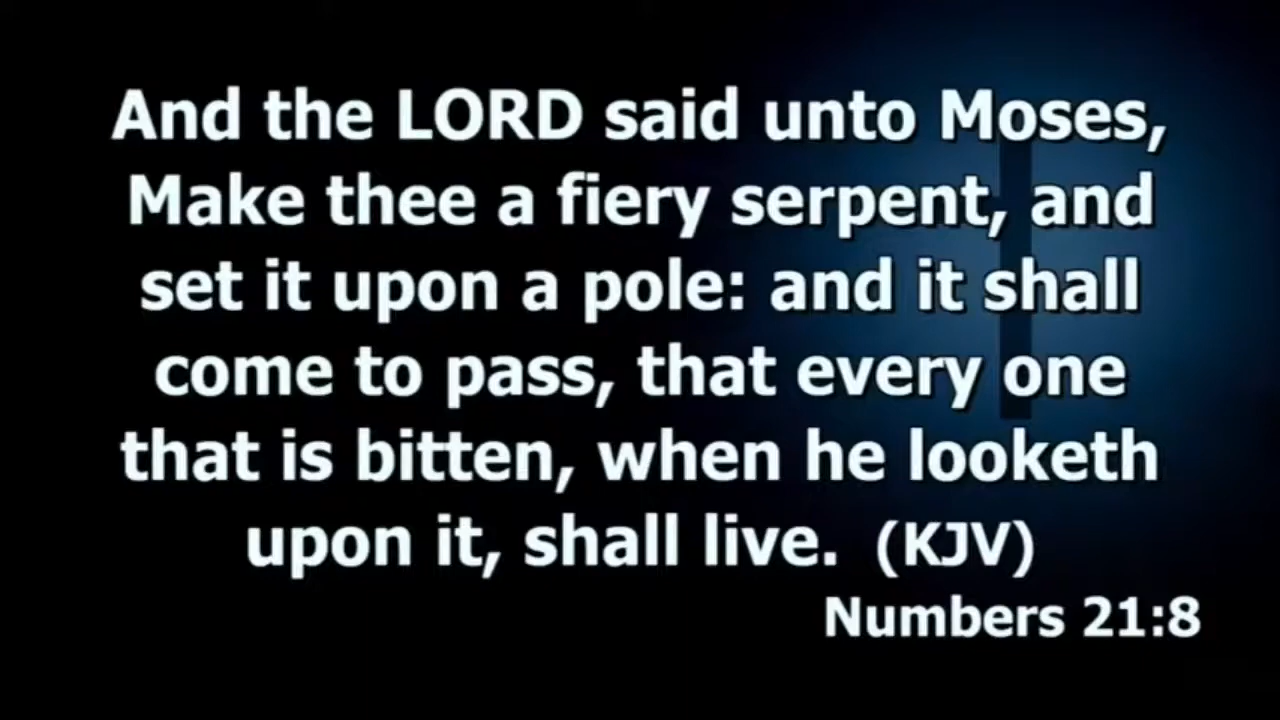 And the LORD said unto Moses,
Make thee a fiery serpent, and
set it upon a pole: and it shall
come to pass, that every one
that is bitten, when he looketh
upon it, shall live.  (KJV)
Numbers 21:8